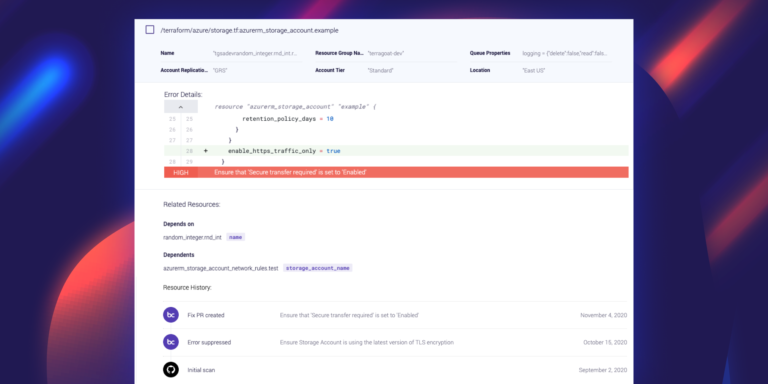 /terraform/azure/storage.tf:azurerm_storage_account.example
Name "tgsadevrandom_integer.rnd_int.r... Resource Group Na... "terragoat-dev" Queue Properties logging = {"delete":false,"read":fals...
Account Replicatio... "GRS" Account Tier "Standard" Location "East US"
Error Details:
resource "azurerm_storage_account" "example" {
25 25 retention_policy_days = 10
26 26 }
27 27 }
28 + enable_https_traffic_only = true
28 29 }
HIGH Ensure that 'Secure transfer required' is set to 'Enabled'
Related Resources:
Depends on
random_integer.rnd_int name
Dependents
azurerm_storage_account_network_rules.test storage_account_name
Resource History:
bc Fix PR created Ensure that 'Secure transfer required' is set to 'Enabled' November 4, 2020
bc Error suppressed Ensure Storage Account is using the latest version of TLS encryption October 15, 2020
Initial scan September 2, 2020